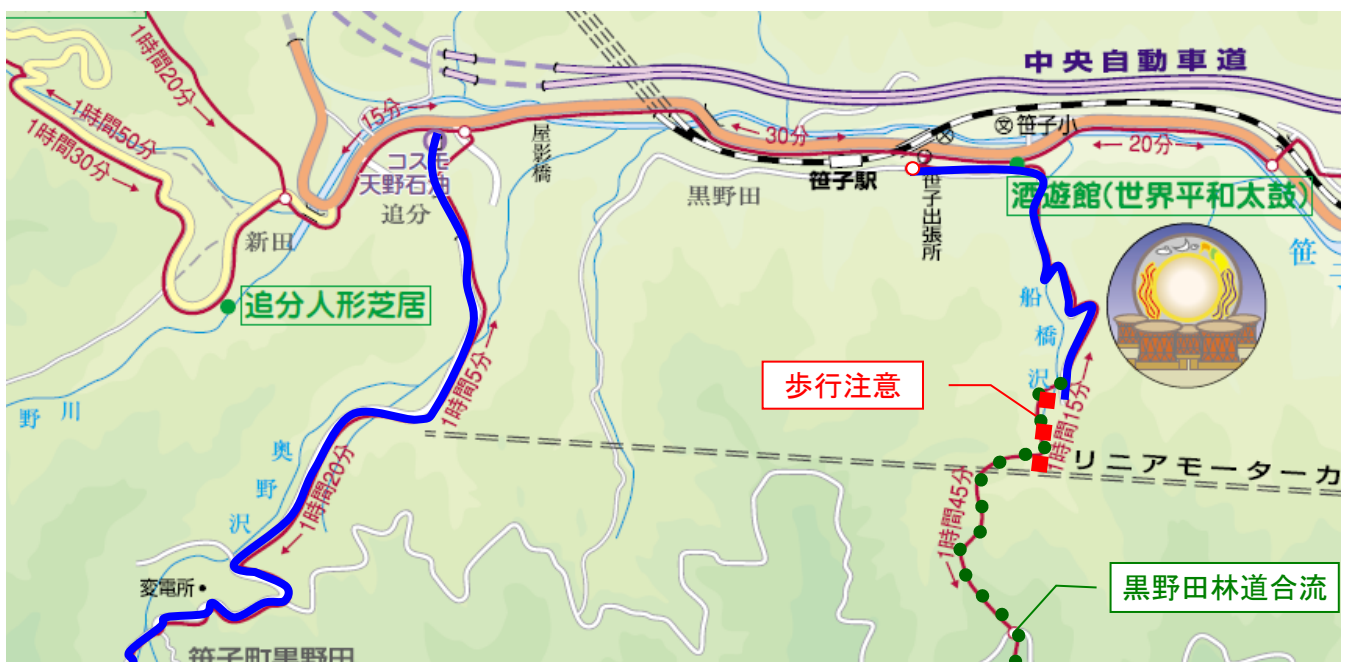 1時間20分
中央自動車道
1時間50分
1時間30分
15分
屋影橋
コスモ
天野石油
追分
30分
笹子小
20分
笹子駅
黒野田
笹子出張所
酒遊館(世界平和太鼓)
新田
笹
追分人形芝居
船橋沢
1時間5分
歩行注意
1時間15分
野川
奥野沢
1時間20分
リニアモーターカ
1時間45分
変電所
黒野田林道合流
笹子町黒野田